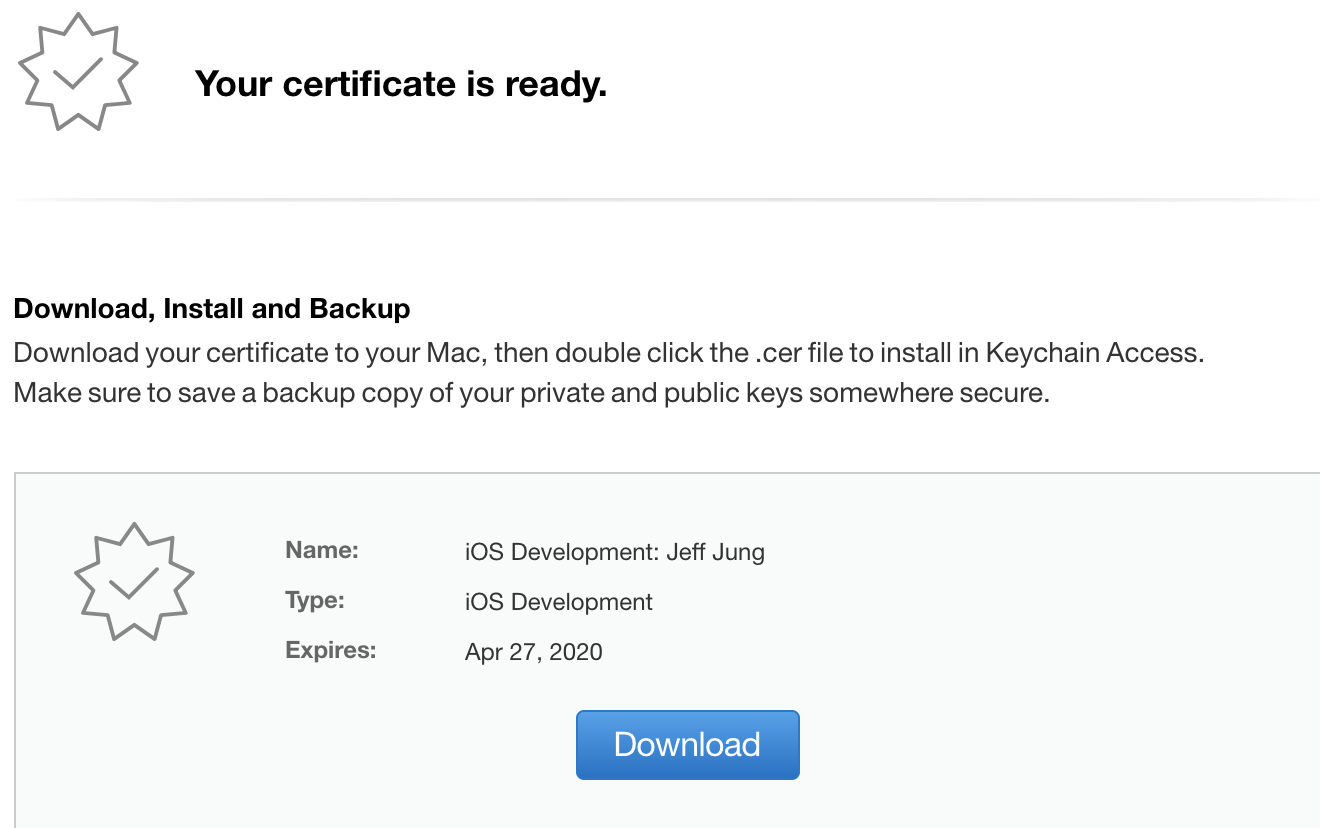 Your certificate is ready.
Download, Install and Backup
Download your certificate to your Mac, then double click the .cer file to install in Keychain Access.
Make sure to save a backup copy of your private and public keys somewhere secure.
Name: iOS Development: Jeff Jung
Type: iOS Development
Expires: Apr 27, 2020
Download